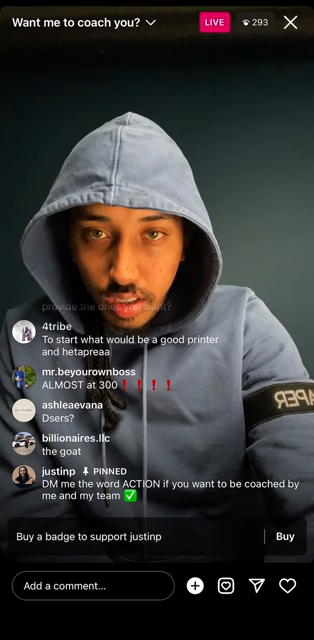 Want me to coach you?
LIVE
293
provide the ones you want?
4tribe
To start what would be a good printer
and hetapreaa
mr.beyourownboss
ALMOST at 300❗❗❗❗
ashleaevana
Dsers?
billionaires.llc
the goat
justinp PINNED
DM me the word ACTION if you want to be coached by
me and my team ✅
Buy a badge to support justinp
Buy
Add a comment...